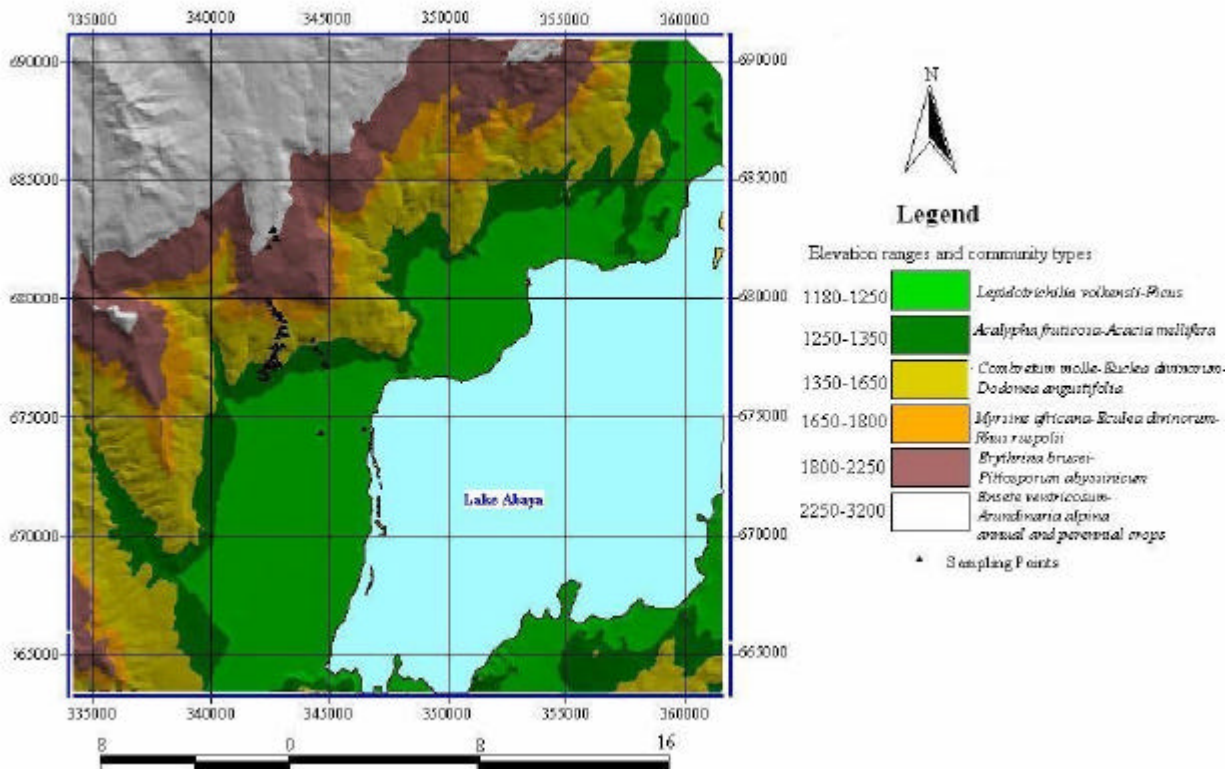 335000 340000 345000 350000 355000 360000
690000 690000
685000 685000
680000 680000
675000 675000
670000 670000
665000 665000
335000 340000 345000 350000 355000 360000
8 0 8 16
Lake Abaya
N
Legend
Elevation ranges and community types
1180-1250 Lepidotrichilia volkensii-Ficus
1250-1350 Acalypha fruticosa-Acacia mellifera
1350-1650 Combretum molle-Euclea divinorum-
Dodonea angustifolia
1650-1800 Myrsine africana-Euclea divinorum-
Rhus ruspolii
1800-2250 Erythrina brucei-
Pittosporum abyssinicum
2250-3200 Ensete ventricosum-
Arundinaria alpina
annual and perennial crops
Sampling Points